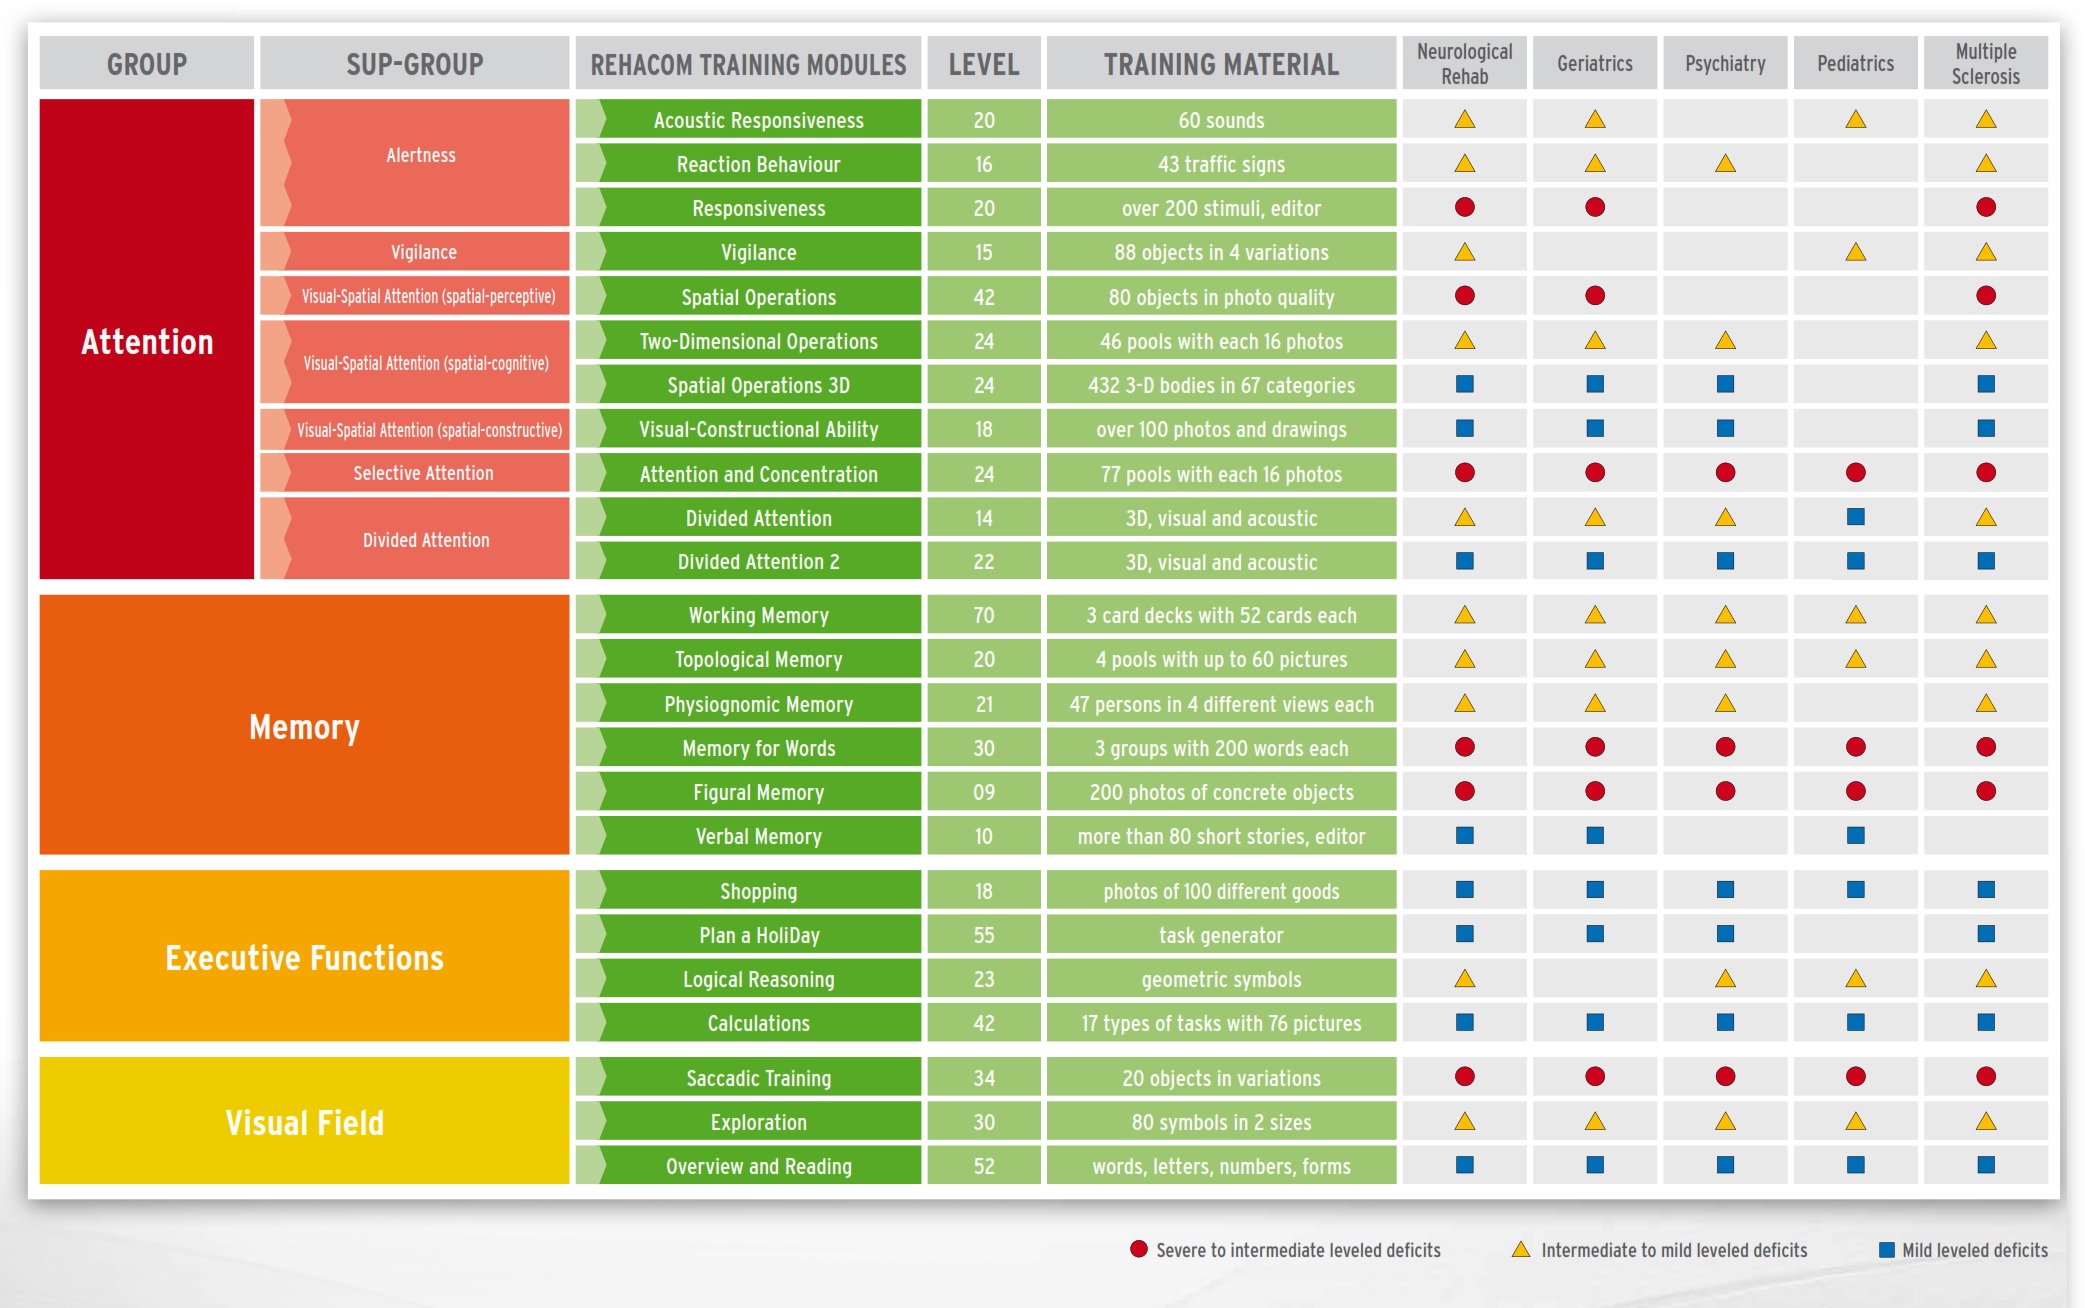 GROUP SUP-GROUP REHACOM TRAINING MODULES LEVEL TRAINING MATERIAL Neurological Rehab Geriatrics Psychiatry Pediatrics Multiple Sclerosis
Attention
Alertness
Acoustic Responsiveness 20 60 sounds
Reaction Behaviour 16 43 traffic signs
Responsiveness 20 over 200 stimuli, editor
Vigilance Vigilance 15 88 objects in 4 variations
Visual-Spatial Attention (spatial-perceptive) Spatial Operations 42 80 objects in photo quality
Visual-Spatial Attention (spatial-cognitive)
Two-Dimensional Operations 24 46 pools with each 16 photos
Spatial Operations 3D 24 432 3-D bodies in 67 categories
Visual-Spatial Attention (spatial-constructive) Visual-Constructional Ability 18 over 100 photos and drawings
Selective Attention Attention and Concentration 24 77 pools with each 16 photos
Divided Attention
Divided Attention 14 3D, visual and acoustic
Divided Attention 2 22 3D, visual and acoustic
Memory
Working Memory 70 3 card decks with 52 cards each
Topological Memory 20 4 pools with up to 60 pictures
Physiognomic Memory 21 47 persons in 4 different views each
Memory for Words 30 3 groups with 200 words each
Figural Memory 09 200 photos of concrete objects
Verbal Memory 10 more than 80 short stories, editor
Executive Functions
Shopping 18 photos of 100 different goods
Plan a HoliDay 55 task generator
Logical Reasoning 23 geometric symbols
Calculations 42 17 types of tasks with 76 pictures
Visual Field
Saccadic Training 34 20 objects in variations
Exploration 30 80 symbols in 2 sizes
Overview and Reading 52 words, letters, numbers, forms
Severe to intermediate leveled deficits Intermediate to mild leveled deficits Mild leveled deficits